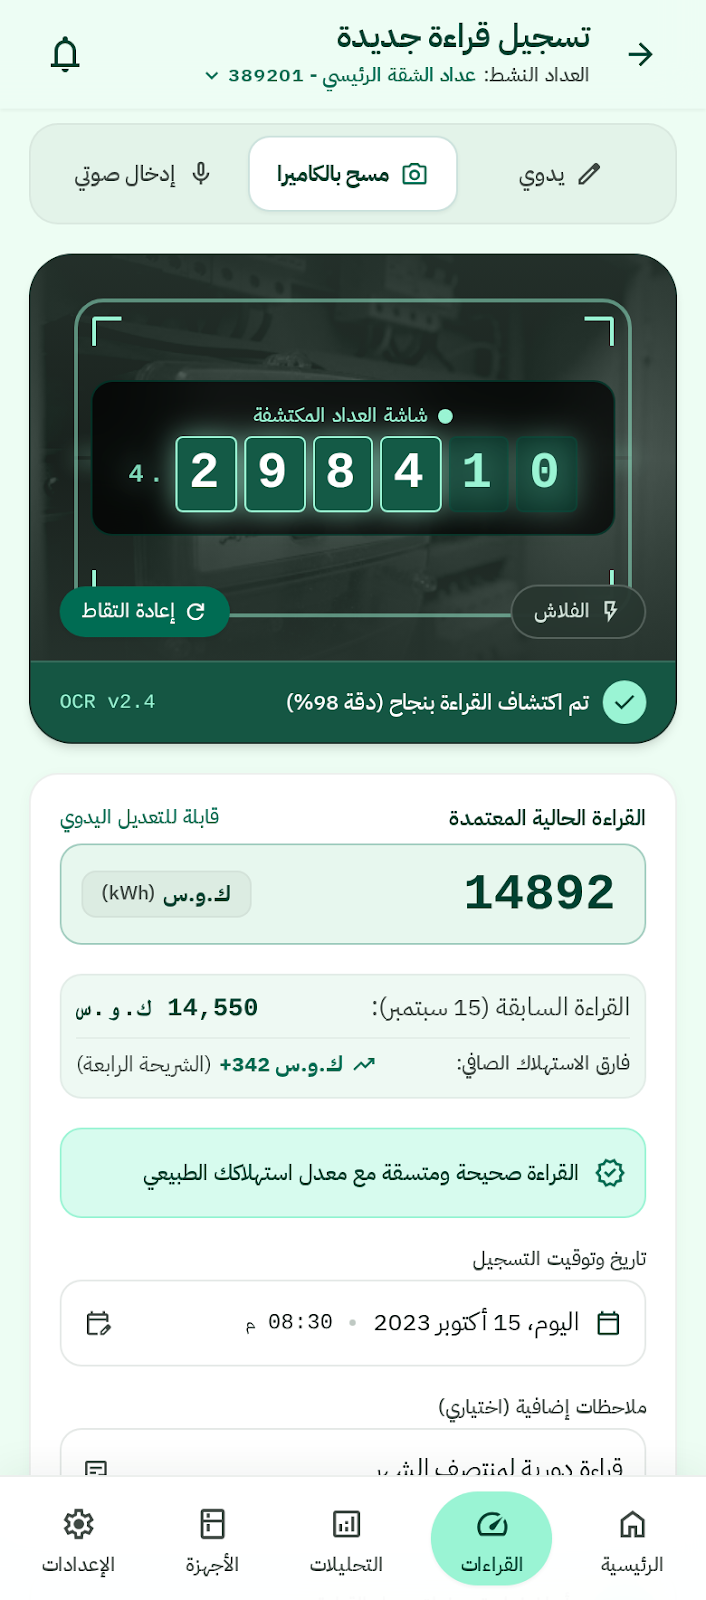 تسجيل قراءة جديدة
العداد النشط: عداد الشقة الرئيسي - 389201
يدوي
مسح بالكاميرا
إدخال صوتي
شاشة العداد المكتشفة
4. 2 9 8 4 1 0
الفلاش
إعادة التقاط
تم اكتشاف القراءة بنجاح (دقة 98%)
OCR v2.4
القراءة الحالية المعتمدة
قابلة للتعديل اليدوي
14892
ك.و.س (kWh)
القراءة السابقة (15 سبتمبر):
14,550 ك.و.س
فارق الاستهلاك الصافي:
+342 ك.و.س (الشريحة الرابعة)
القراءة صحيحة ومتسقة مع معدل استهلاكك الطبيعي
تاريخ وتوقيت التسجيل
اليوم، 15 أكتوبر 2023 • 08:30 م
ملاحظات إضافية (اختياري)
قراءة دورية لمنتصف الشهر
الرئيسية
القراءات
التحليلات
الأجهزة
الإعدادات